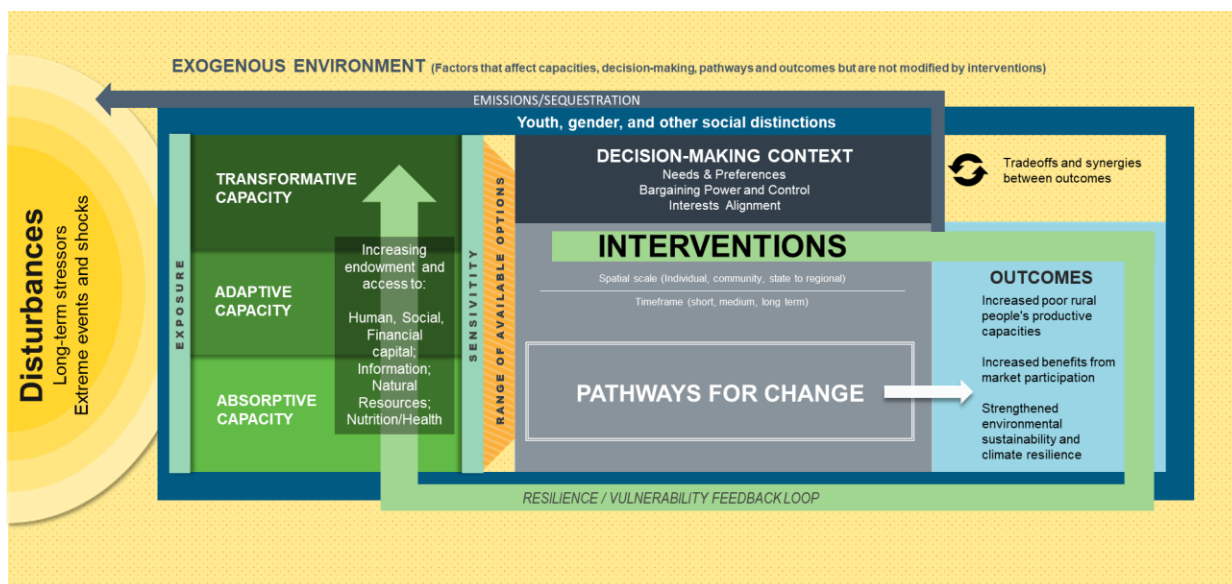 EXOGENOUS ENVIRONMENT (Factors that affect capacities, decision-making, pathways and outcomes but are not modified by interventions)
EMISSIONS/SEQUESTRATION
Youth, gender, and other social distinctions
Disturbances
Long-term stressors
Extreme events and shocks
EXPOSURE
TRANSFORMATIVE
CAPACITY
ADAPTIVE
CAPACITY
ABSORPTIVE
CAPACITY
Increasing
endowment and
access to:
Human, Social,
Financial
capital;
Information;
Natural
Resources;
Nutrition/Health
SENSIVITITY
RANGE OF AVAILABLE OPTIONS
DECISION-MAKING CONTEXT
Needs & Preferences
Bargaining Power and Control
Interests Alignment
INTERVENTIONS
Spatial scale (Individual, community, state to regional)
Timeframe (short, medium, long term)
PATHWAYS FOR CHANGE
Tradeoffs and synergies
between outcomes
OUTCOMES
Increased poor rural
people's productive
capacities
Increased benefits from
market participation
Strengthened
environmental
sustainability and
climate resilience
RESILIENCE / VULNERABILITY FEEDBACK LOOP